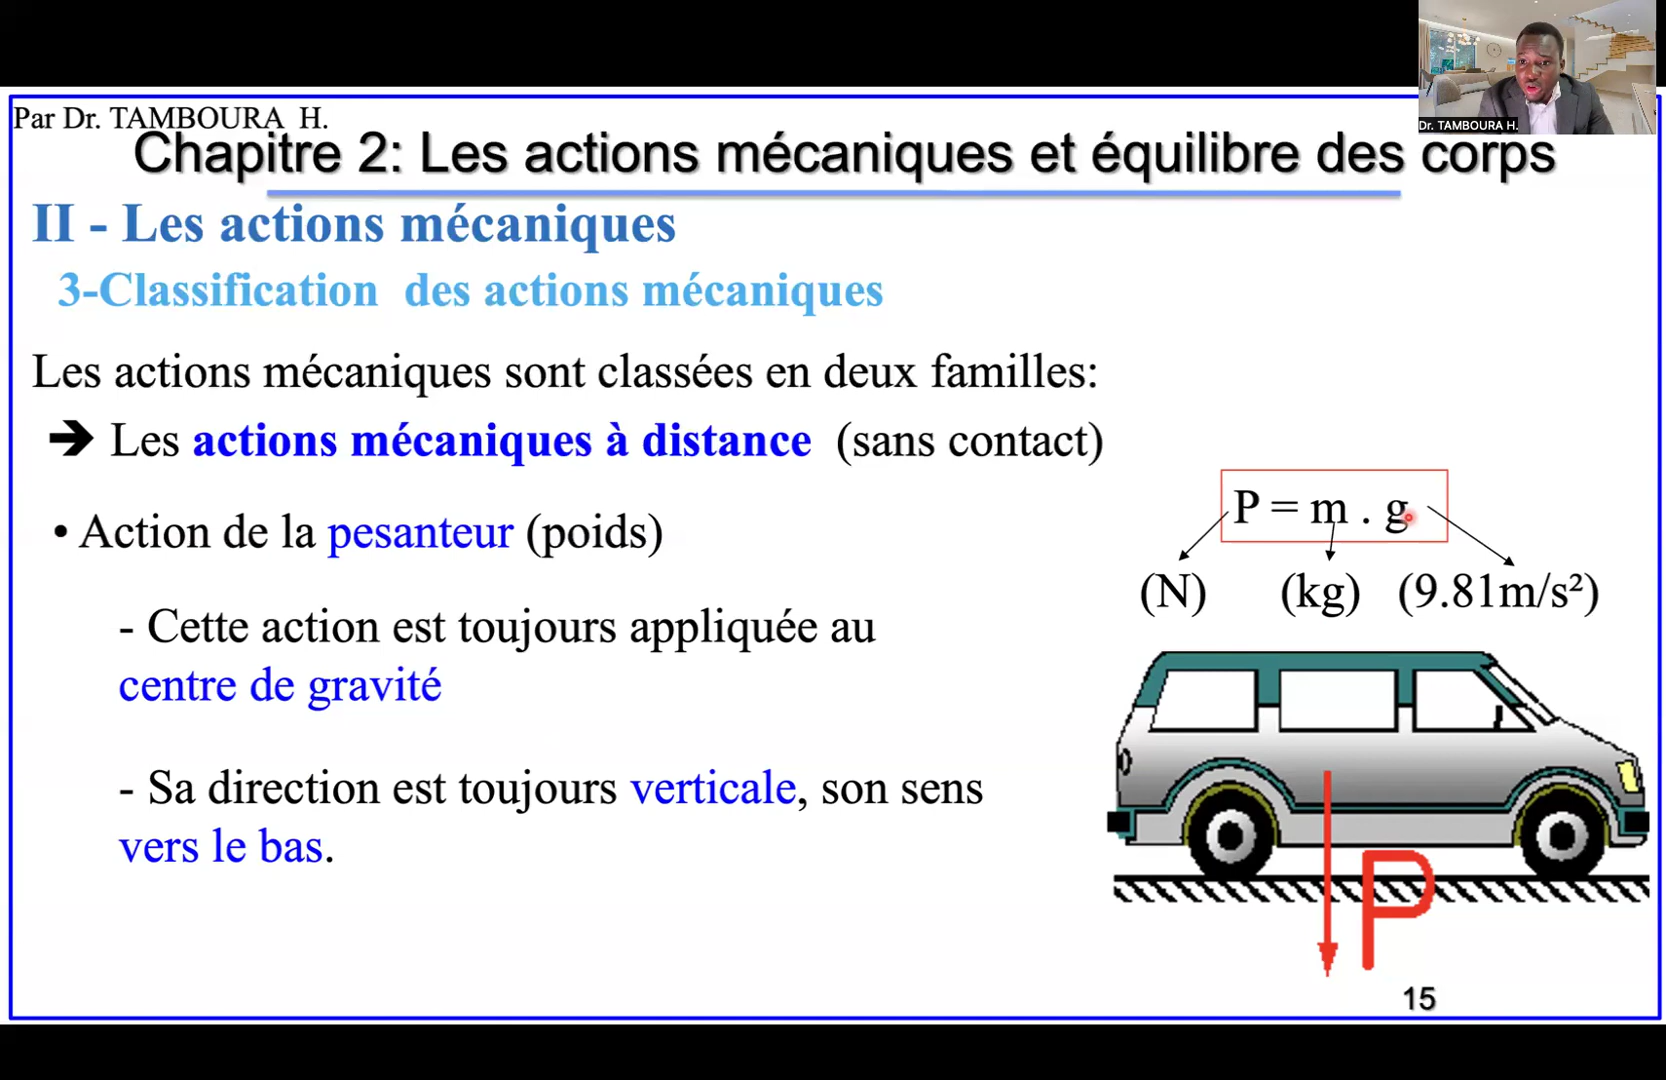 Par Dr. TAMBOURA H.
Dr. TAMBOURA H.
Chapitre 2: Les actions mécaniques et équilibre des corps
II - Les actions mécaniques
3-Classification des actions mécaniques
Les actions mécaniques sont classées en deux familles:
➔ Les actions mécaniques à distance (sans contact)
P = m . g
• Action de la pesanteur (poids)
(N) (kg) (9.81m/s²)
- Cette action est toujours appliquée au
centre de gravité
- Sa direction est toujours verticale, son sens
vers le bas.
P
15